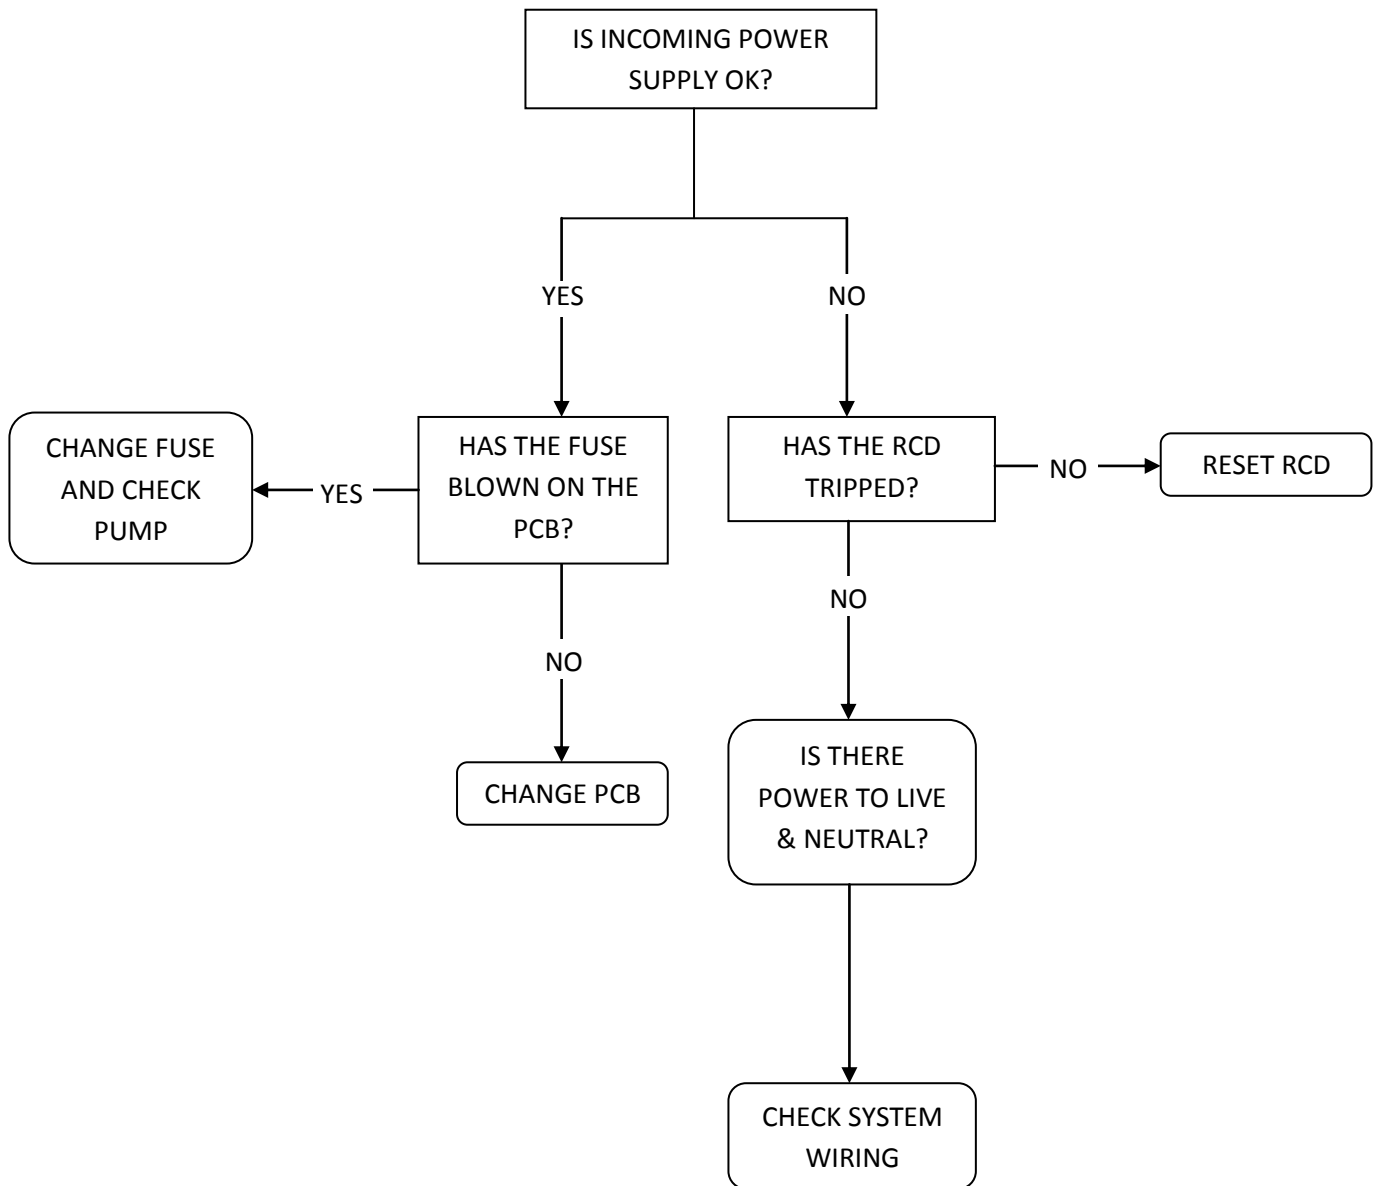 IS INCOMING POWER
SUPPLY OK?
YES
NO
CHANGE FUSE
AND CHECK
PUMP
YES
HAS THE FUSE
BLOWN ON THE
PCB?
HAS THE RCD
TRIPPED?
NO
RESET RCD
NO
NO
CHANGE PCB
IS THERE
POWER TO LIVE
& NEUTRAL?
CHECK SYSTEM
WIRING